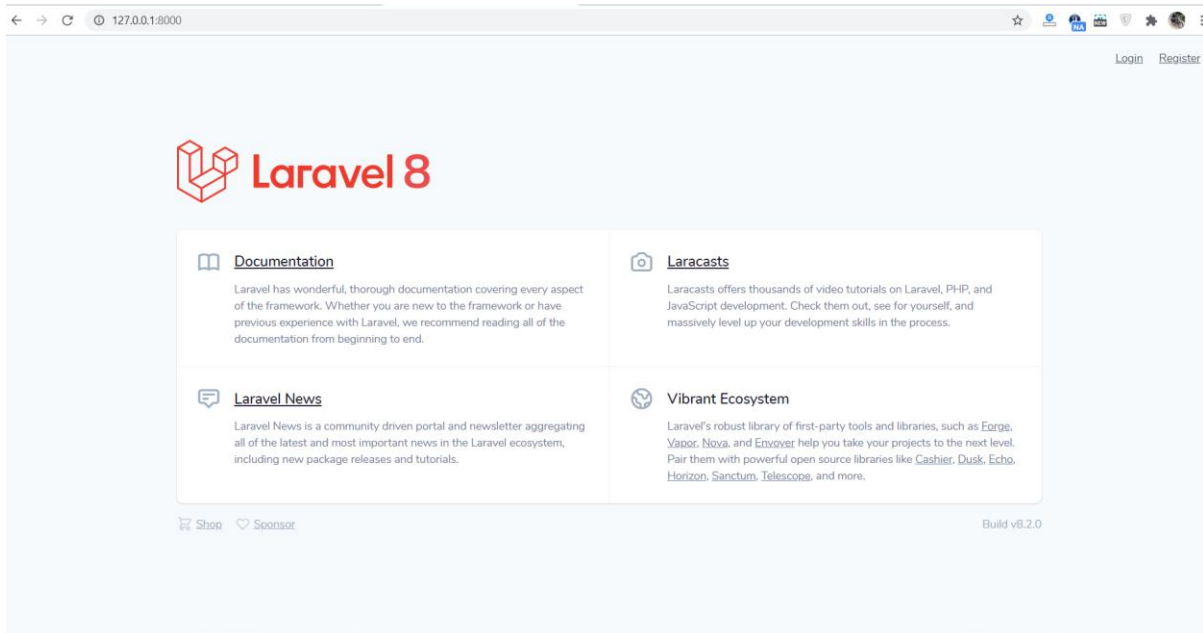 127.0.0.1:8000
NA
NEW
Login Register
Laravel 8
Documentation
Laravel has wonderful, thorough documentation covering every aspect
of the framework. Whether you are new to the framework or have
previous experience with Laravel, we recommend reading all of the
documentation from beginning to end.
Laracasts
Laracasts offers thousands of video tutorials on Laravel, PHP, and
JavaScript development. Check them out, see for yourself, and
massively level up your development skills in the process.
Laravel News
Laravel News is a community driven portal and newsletter aggregating
all of the latest and most important news in the Laravel ecosystem,
including new package releases and tutorials.
Vibrant Ecosystem
Laravel's robust library of first-party tools and libraries, such as Forge,
Vapor, Nova, and Envoyer help you take your projects to the next level.
Pair them with powerful open source libraries like Cashier, Dusk, Echo,
Horizon, Sanctum, Telescope, and more.
Shop Sponsor
Build v8.2.0